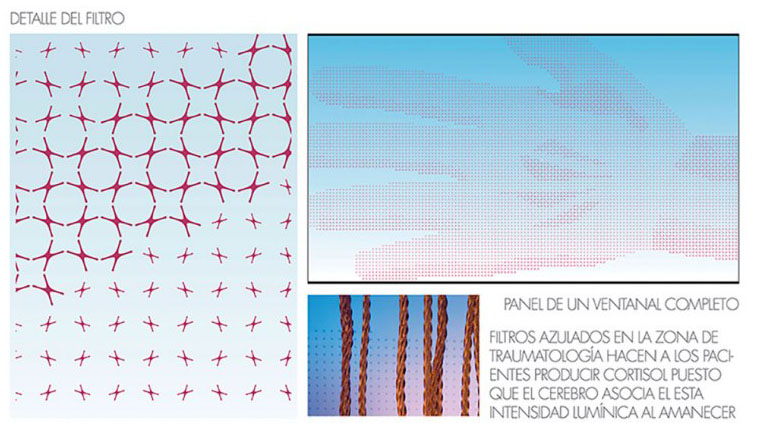 DETALLE DEL FILTRO
PANEL DE UN VENTANAL COMPLETO
FILTROS AZULADOS EN LA ZONA DE
TRAUMATOLOGÍA HACEN A LOS PACI-
ENTES PRODUCIR CORTISOL PUESTO
QUE EL CEREBRO ASOCIA EL ESTA
INTENSIDAD LUMÍNICA AL AMANECER